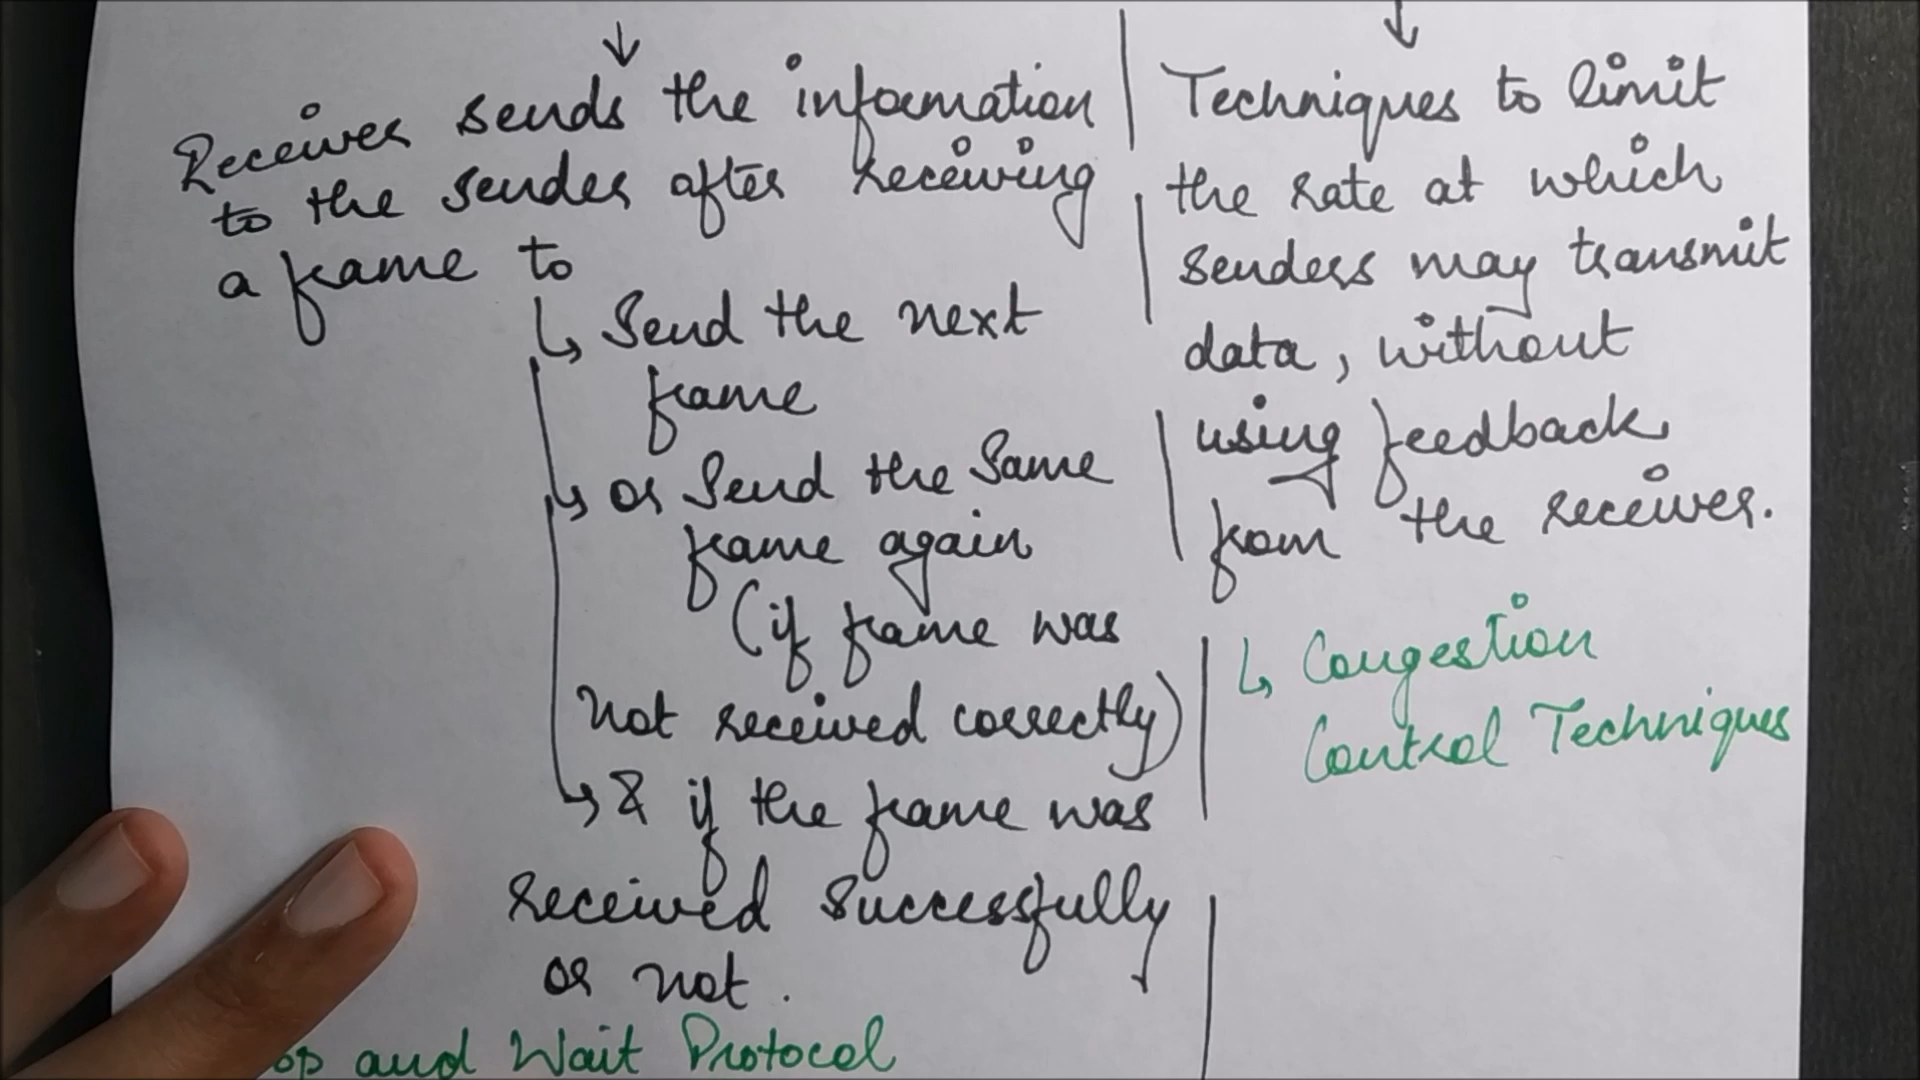 Receiver sends the information
to the sender after receiving
a frame to
↳ Send the next
frame
↳ or Send the Same
frame again
(if frame was
not received correctly)
↳ & if the frame was
received successfully
or not.
op and Wait Protocol
Techniques to limit
the rate at which
senders may transmit
data, without
using feedback
from the receiver.
↳ Congestion
Control Techniques